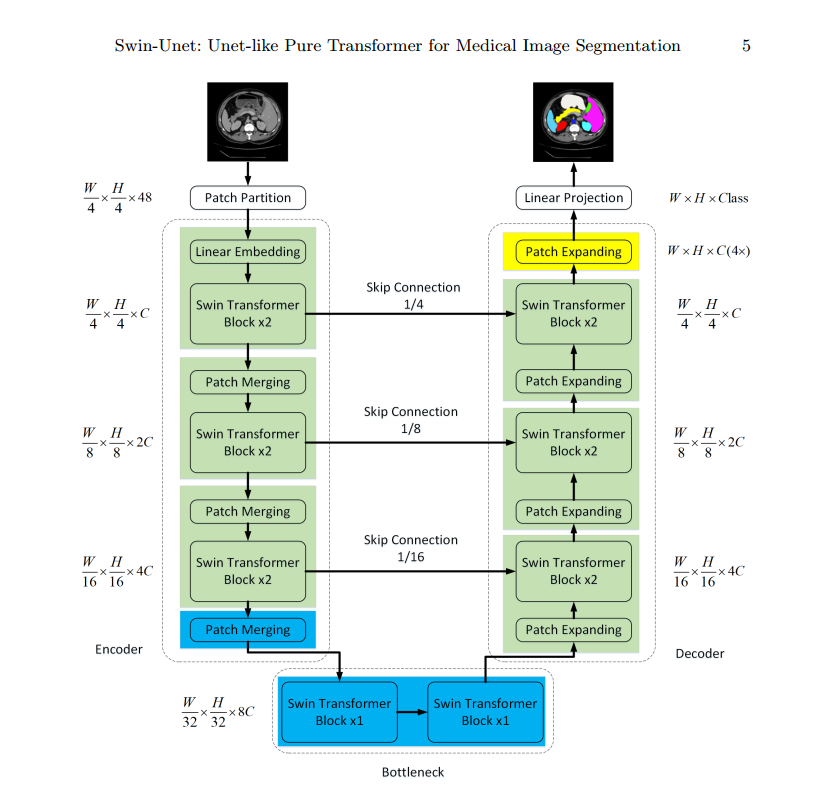 Swin-Unet: Unet-like Pure Transformer for Medical Image Segmentation 5
W/4 × H/4 × 48
Patch Partition
Linear Projection
W × H × Class
Linear Embedding
Patch Expanding
W × H × C(4×)
W/4 × H/4 × C
Swin Transformer
Block x2
Skip Connection
1/4
Swin Transformer
Block x2
W/4 × H/4 × C
Patch Merging
Patch Expanding
W/8 × H/8 × 2C
Swin Transformer
Block x2
Skip Connection
1/8
Swin Transformer
Block x2
W/8 × H/8 × 2C
Patch Merging
Patch Expanding
W/16 × H/16 × 4C
Swin Transformer
Block x2
Skip Connection
1/16
Swin Transformer
Block x2
W/16 × H/16 × 4C
Patch Merging
Patch Expanding
Encoder
Decoder
W/32 × H/32 × 8C
Swin Transformer
Block x1
Swin Transformer
Block x1
Bottleneck